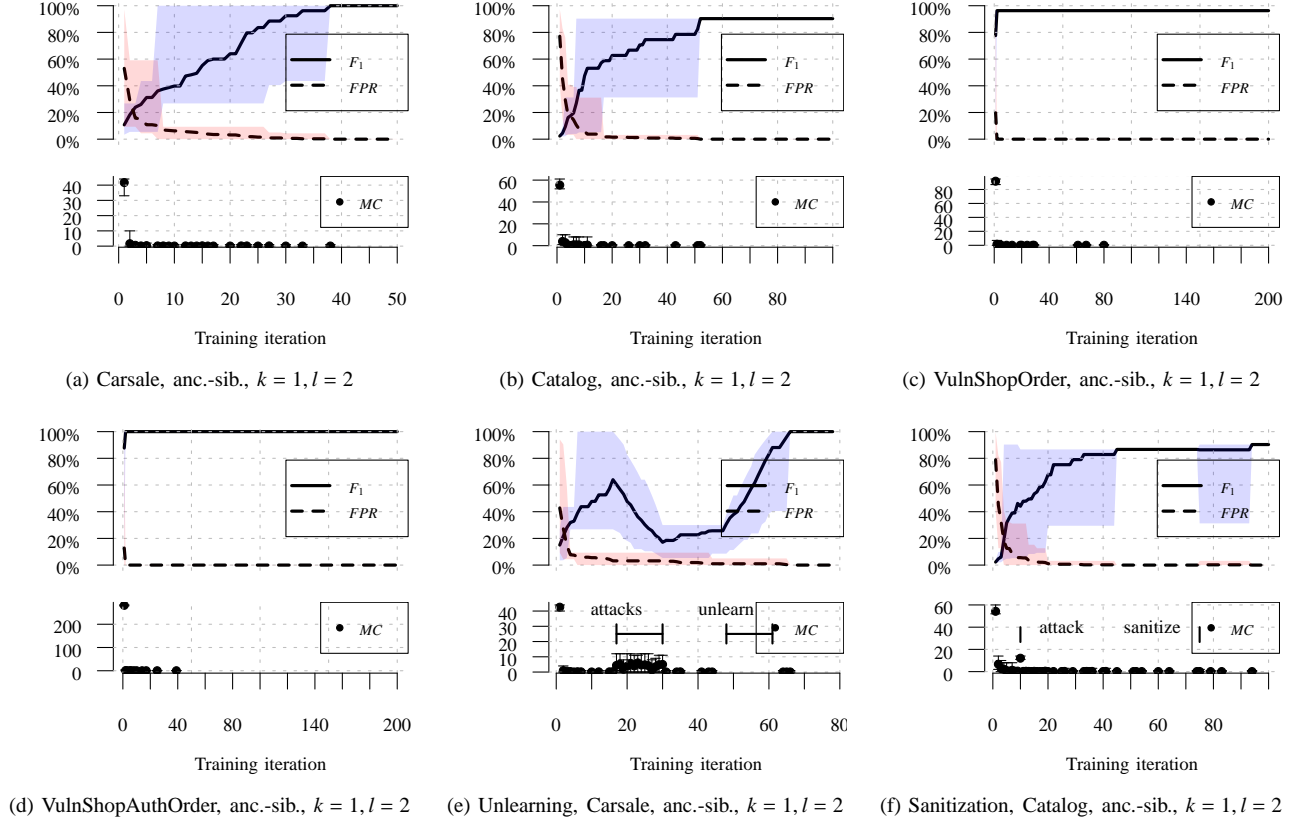 100%
80%
60%
40%
20%
0%
F1
FPR
40
30
20
10
0
MC
0 10 20 30 40 50
Training iteration
(a) Carsale, anc.-sib., k = 1, l = 2
100%
80%
60%
40%
20%
0%
F1
FPR
60
40
20
0
MC
0 20 40 60 80
Training iteration
(b) Catalog, anc.-sib., k = 1, l = 2
100%
80%
60%
40%
20%
0%
F1
FPR
80
60
40
20
0
MC
0 40 80 140 200
Training iteration
(c) VulnShopOrder, anc.-sib., k = 1, l = 2
100%
80%
60%
40%
20%
0%
F1
FPR
200
100
0
MC
0 40 80 140 200
Training iteration
(d) VulnShopAuthOrder, anc.-sib., k = 1, l = 2
100%
80%
60%
40%
20%
0%
F1
FPR
40
30
20
10
0
attacks unlearn
MC
0 20 40 60 80
Training iteration
(e) Unlearning, Carsale, anc.-sib., k = 1, l = 2
100%
80%
60%
40%
20%
0%
F1
FPR
60
40
20
0
attack sanitize
MC
0 20 40 60 80
Training iteration
(f) Sanitization, Catalog, anc.-sib., k = 1, l = 2